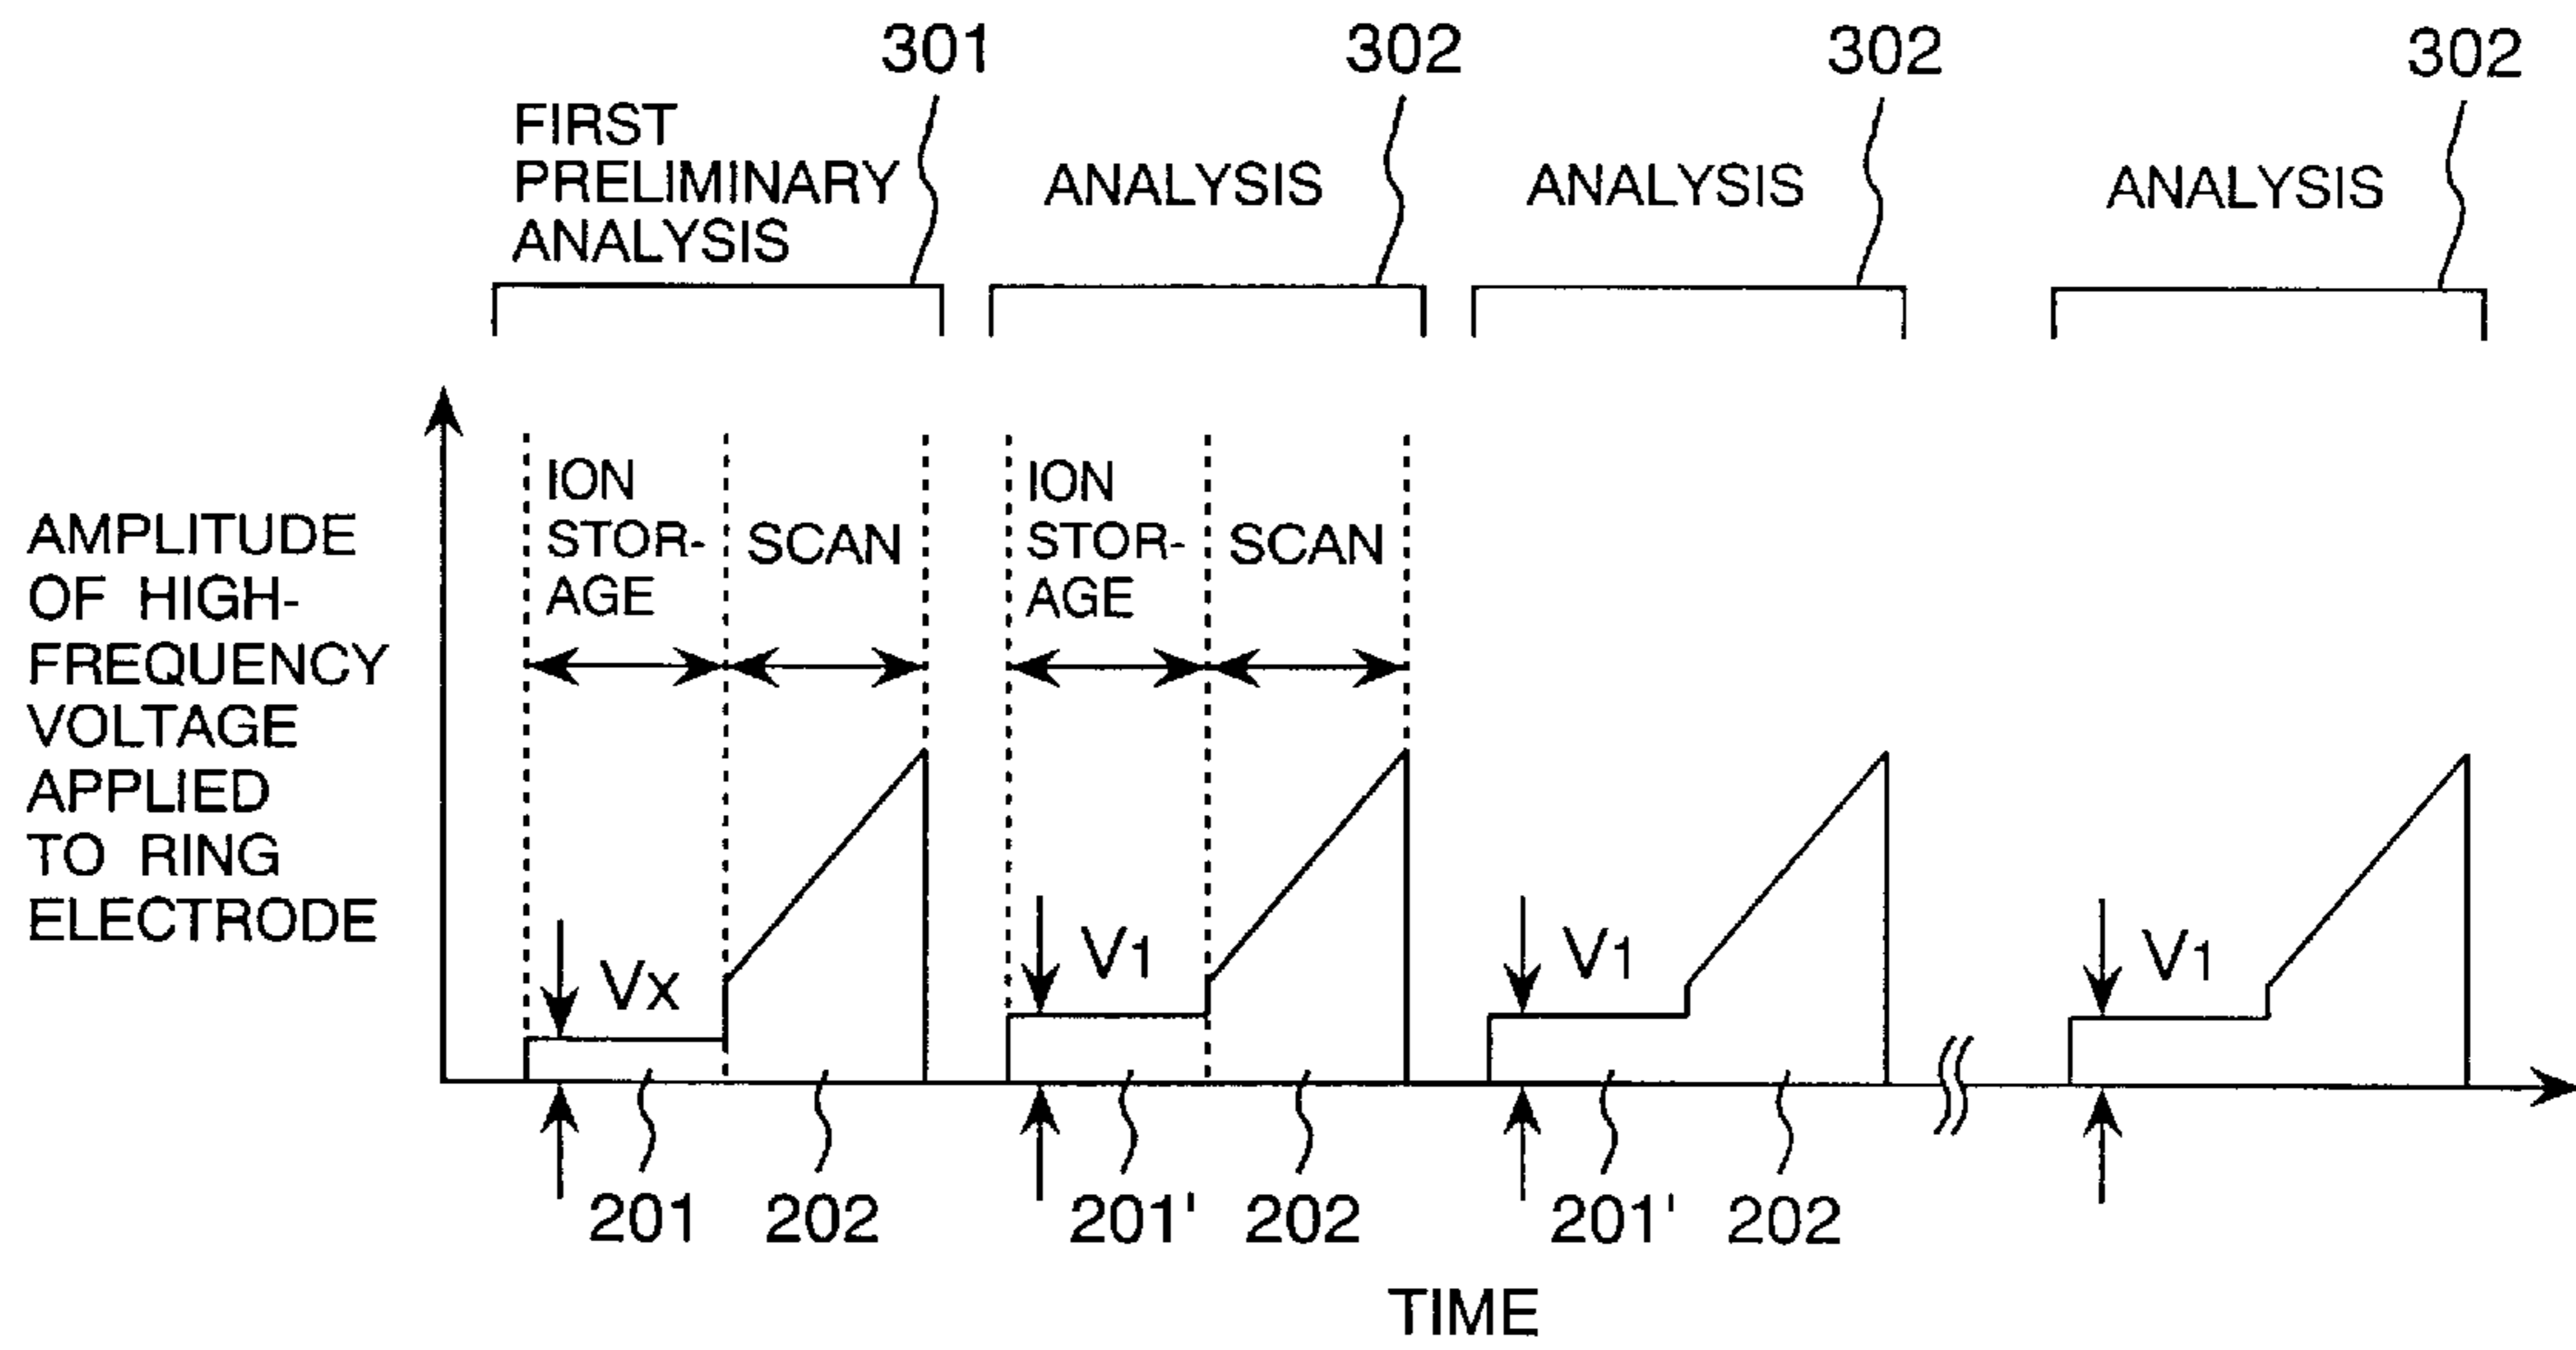 301
302
302
302
FIRST
PRELIMINARY
ANALYSIS
ANALYSIS
ANALYSIS
ANALYSIS
AMPLITUDE
OF HIGH-
FREQUENCY
VOLTAGE
APPLIED
TO RING
ELECTRODE
ION
STOR-
AGE
SCAN
ION
STOR-
AGE
SCAN
Vx
V1
V1
V1
201
202
201'
202
201'
202
TIME